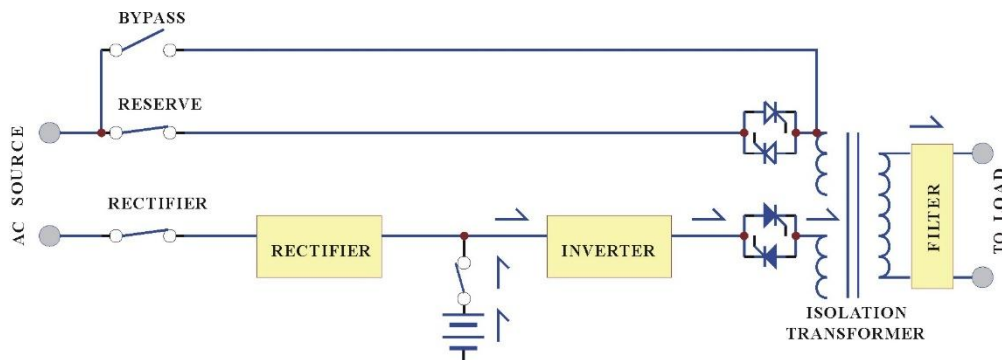 BYPASS
RESERVE
AC SOURCE
RECTIFIER
RECTIFIER
INVERTER
FILTER
TO LOAD
ISOLATION
TRANSFORMER